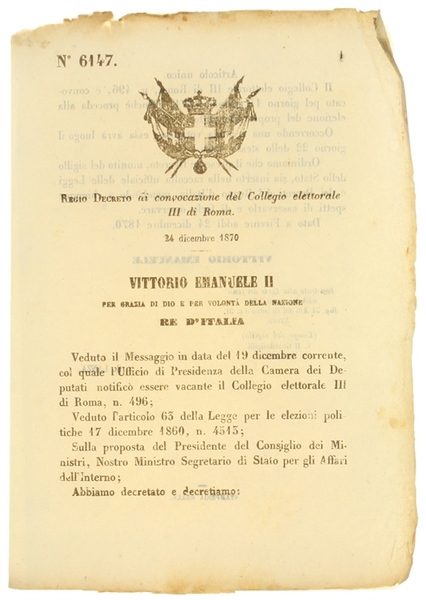 N° 6147.
REGIO DECRETO di convocazione del Collegio elettorale
III di Roma.
24 dicembre 1870
VITTORIO EMANUELE II
PER GRAZIA DI DIO E PER VOLONTÀ DELLA NAZIONE
RE D'ITALIA
Veduto il Messaggio in data del 19 dicembre corrente,
col quale l'Ufficio di Presidenza della Camera dei De-
putati notificò essere vacante il Collegio elettorale III
di Roma, n. 496;
Veduto l'articolo 63 della Legge per le elezioni poli-
tiche 17 dicembre 1860, n. 4513;
Sulla proposta del Presidente del Consiglio dei Mi-
nistri, Nostro Ministro Segretario di Stato per gli Affari
dell'Interno;
Abbiamo decretato e decretiamo: